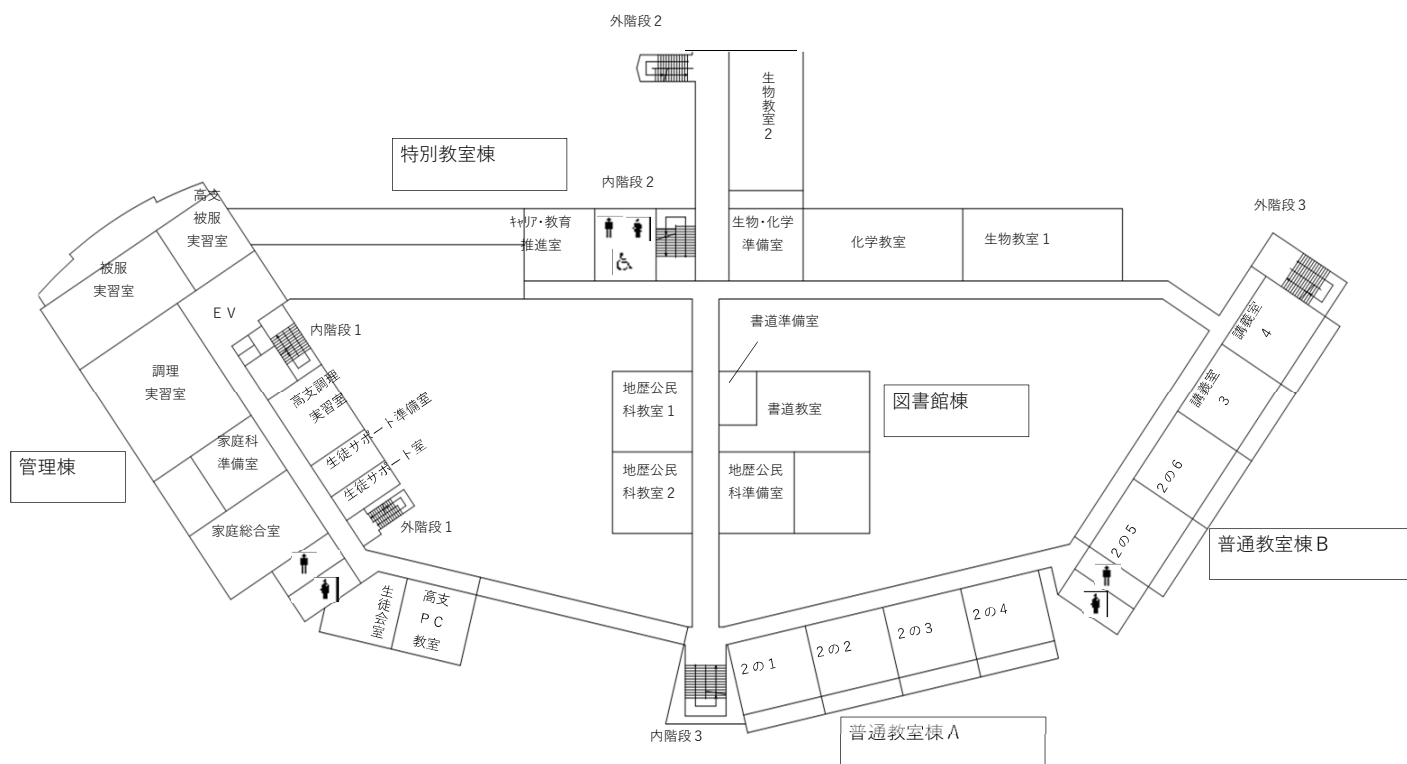 外階段２
生物教室２
特別教室棟
内階段２
高支
被服
実習室
ｷｬﾘｱ・教育
推進室
生物・化学
準備室
化学教室
生物教室１
外階段３
被服
実習室
ＥＶ
内階段１
書道準備室
講義室
４
調理
実習室
高支調理
実習室
地歴公民
科教室１
書道教室
図書館棟
講義室
３
生徒サポート準備室
家庭科
準備室
管理棟
生徒サポート室
地歴公民
科教室２
地歴公民
科準備室
２の６
家庭総合室
外階段１
２の５
普通教室棟Ｂ
生徒会室
高支
ＰＣ
教室
２の１
２の２
２の３
２の４
内階段３
普通教室棟Ａ